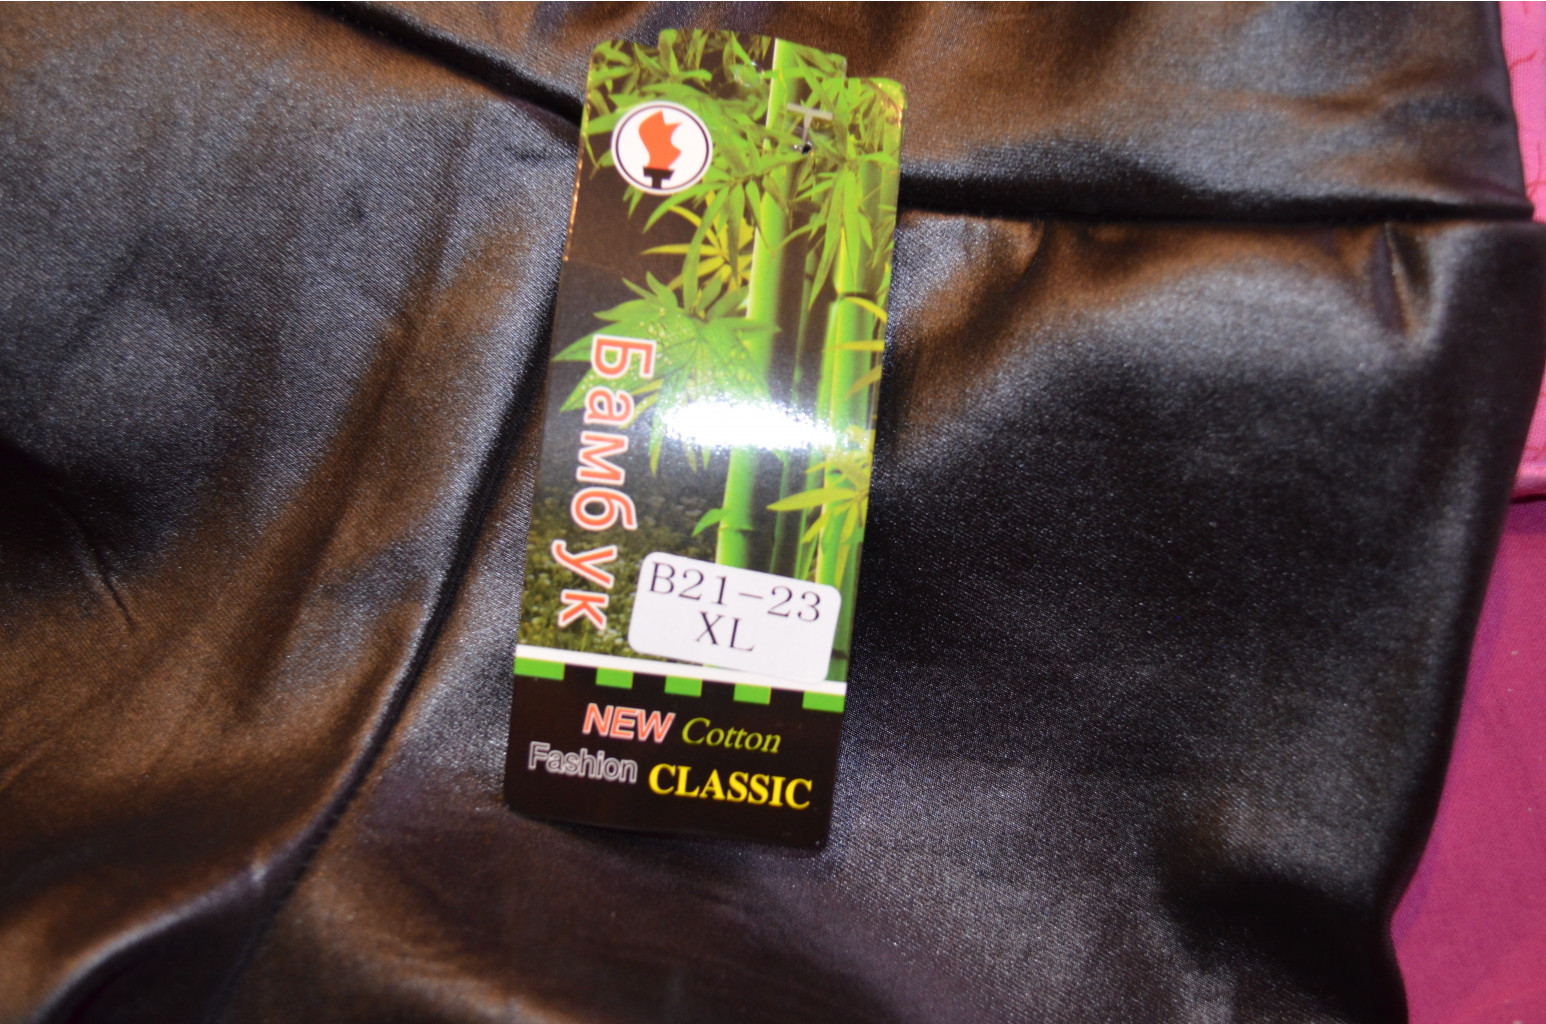 Бамбук
B21-23
XL
NEW Cotton
Fashion CLASSIC